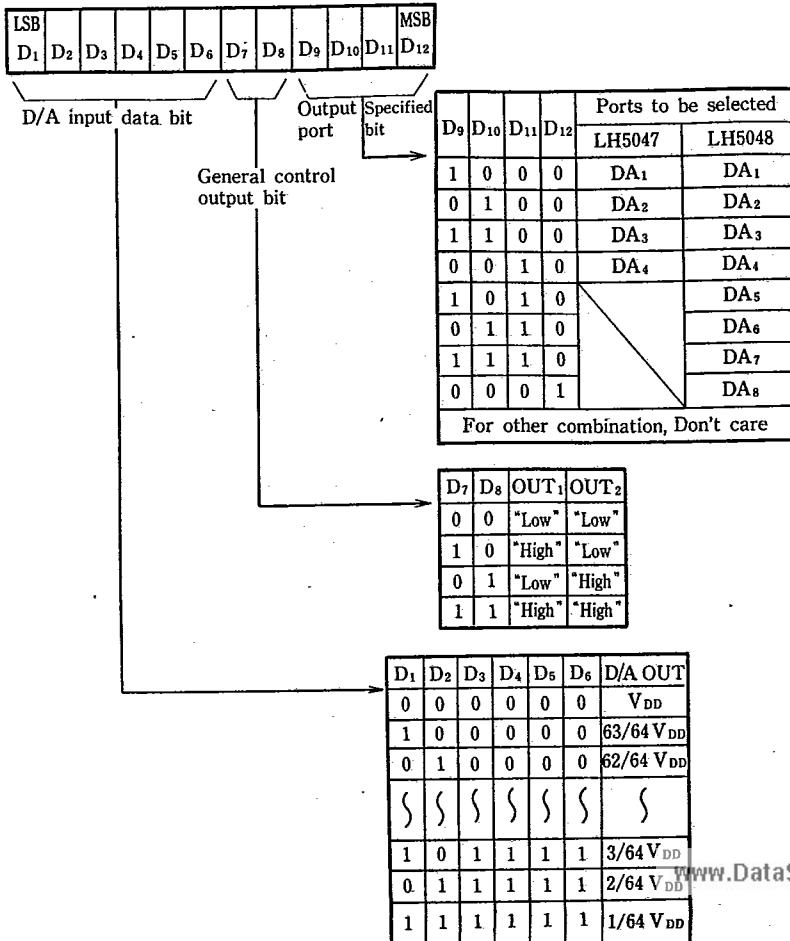 LSB MSB
D1 D2 D3 D4 D5 D6 D7 D8 D9 D10 D11 D12
D/A input data bit
Output port
Specified bit
General control
output bit
D9 D10 D11 D12 Ports to be selected
LH5047 LH5048
1 0 0 0 DA1 DA1
0 1 0 0 DA2 DA2
1 1 0 0 DA3 DA3
0 0 1 0 DA4 DA4
1 0 1 0 DA5
0 1 1 0 DA6
1 1 1 0 DA7
0 0 0 1 DA8
For other combination, Don't care
D7 D8 OUT1 OUT2
0 0 "Low" "Low"
1 0 "High" "Low"
0 1 "Low" "High"
1 1 "High" "High"
D1 D2 D3 D4 D5 D6 D/A OUT
0 0 0 0 0 0 VDD
1 0 0 0 0 0 63/64 VDD
0 1 0 0 0 0 62/64 VDD
1 0 1 1 1 1 3/64 VDD
0 1 1 1 1 1 2/64 VDD
www.DataS
1 1 1 1 1 1 1/64 VDD